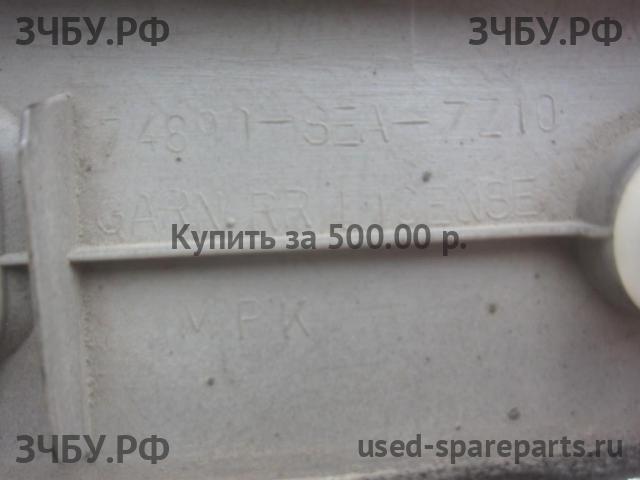 ЗЧБУ.РФ ЗЧБУ.РФ
74891-SEA-ZZ10
GARN.RR LICENSE
Купить за 500.00 р.
MPK
ЗЧБУ.РФ used-spareparts.ru